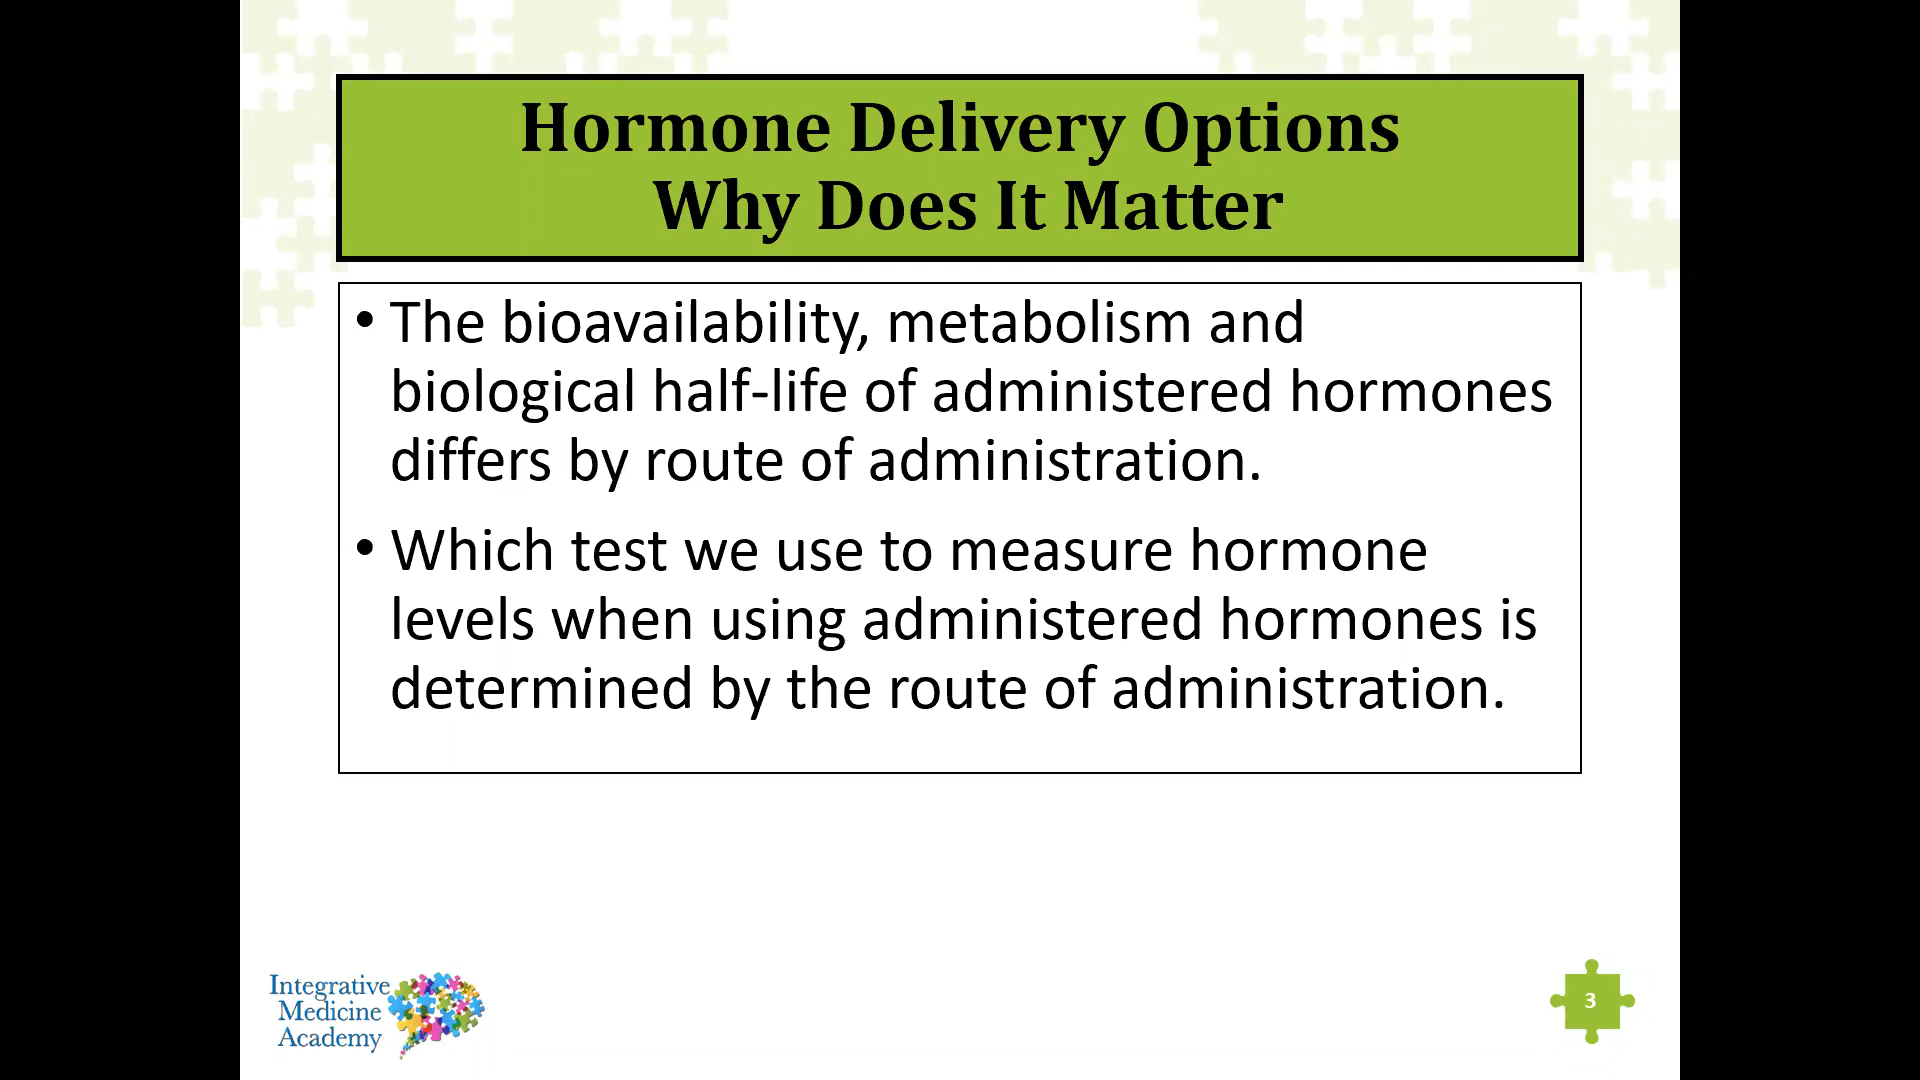 Hormone Delivery Options
Why Does It Matter
• The bioavailability, metabolism and
biological half-life of administered hormones
differs by route of administration.
• Which test we use to measure hormone
levels when using administered hormones is
determined by the route of administration.
Integrative
Medicine
Academy
3